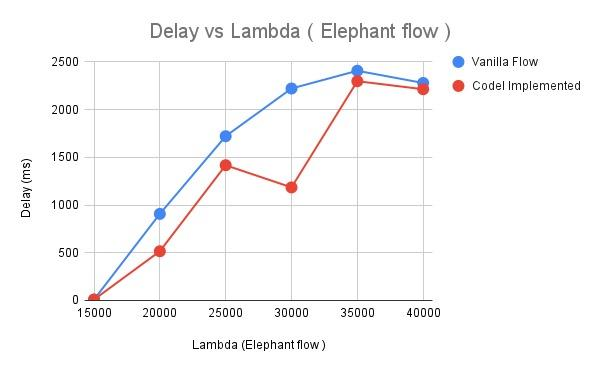 Delay vs Lambda ( Elephant flow )
Vanilla Flow
Codel Implemented
Delay (ms)
2500
2000
1500
1000
500
0
15000 20000 25000 30000 35000 40000
Lambda (Elephant flow )